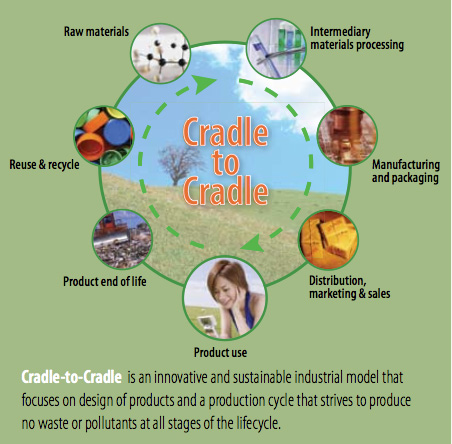 Raw materials
Intermediary
materials processing
Cradle
to
Cradle
Reuse & recycle
Manufacturing
and packaging
Product end of life
Distribution,
marketing & sales
Product use
Cradle-to-Cradle is an innovative and sustainable industrial model that
focuses on design of products and a production cycle that strives to produce
no waste or pollutants at all stages of the lifecycle.